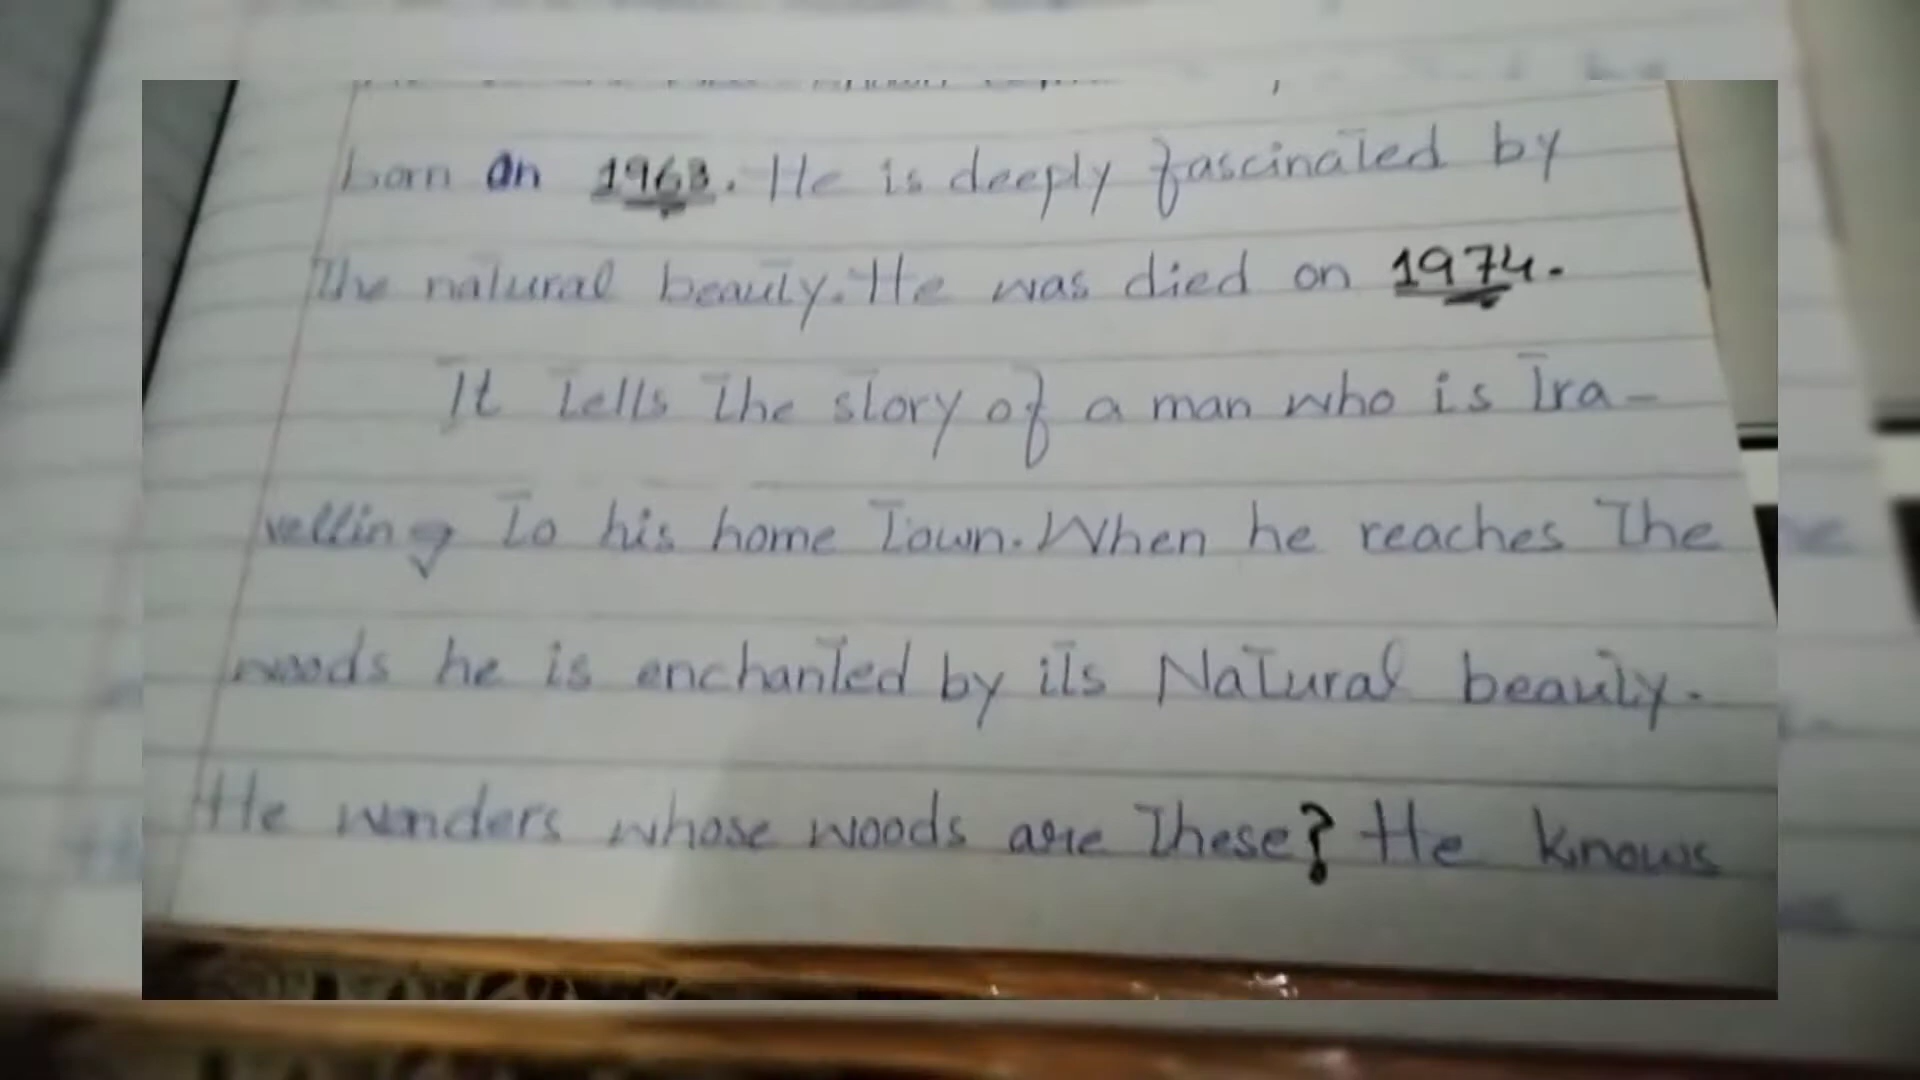 born on 1963. He is deeply fascinated by
the natural beauty. He was died on 1974.
It tells the story of a man who is tra-
velling to his home town. When he reaches the
woods he is enchanted by its Natural beauty.
He wonders whose woods are these? He knows